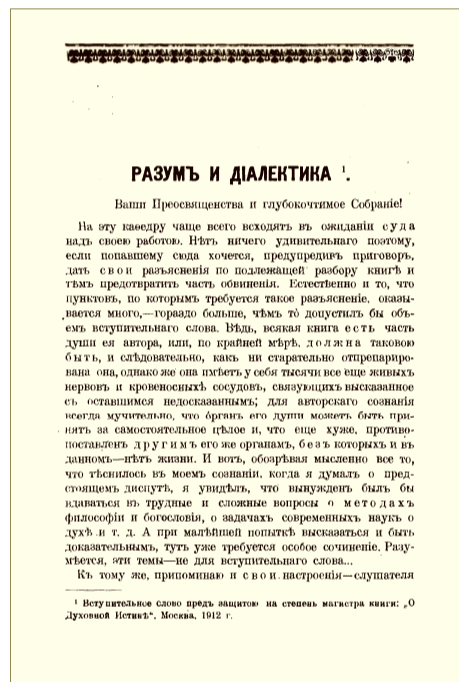 РАЗУМЪ И ДІАЛЕКТИКА ¹.
Ваши Преосвященства и глубокочтимое Собраніе!
На эту каѳедру чаще всего всходятъ въ ожиданіи суда
надъ своею работою. Нѣтъ ничего удивительнаго поэтому,
если попавшему сюда хочется, предупредивъ приговоръ,
дать свои разъясненія по подлежащей разбору книгѣ и
тѣмъ предотвратить часть обвиненія. Естественно и то, что
пунктовъ, по которымъ требуется такое разъясненіе, оказы-
вается много,—гораздо больше, чѣмъ то̀ допустилъ бы объ-
емъ вступительнаго слова. Вѣдь, всякая книга есть часть
души ея автора, или, по крайней мѣрѣ, должна таковою
быть, и слѣдовательно, какъ ни старательно отпрепариро-
вана она, однако же она имѣетъ у себя тысячи все еще живыхъ
нервовъ и кровеносныхъ сосудовъ, связующихъ высказанное
съ оставшимся недосказаннымъ; для авторскаго сознанія
всегда мучительно, что о́рганъ его души можетъ быть при-
нятъ за самостоятельное цѣлое и, что еще хуже, противо-
поставленъ другимъ его же органамъ, безъ которыхъ и въ
данномъ—нѣтъ жизни. И вотъ, обозрѣвая мысленно все то,
что тѣснилось въ моемъ сознаніи, когда я думалъ о пред-
стоящемъ диспутѣ, я увидѣлъ, что вынужденъ былъ бы
вдаваться въ трудные и сложные вопросы о методахъ
философіи и богословія, о задачахъ современныхъ наукъ о
духѣ и т. д. А при малѣйшей попыткѣ высказаться и быть
доказательнымъ, тутъ уже требуется особое сочиненіе. Разу-
мѣется, эти темы—не для вступительнаго слова...
Къ тому же, припоминаю и свои настроенія—слушателя
¹ Вступительное слово предъ защитою на степень магистра книги: „О
Духовной Истинѣ“, Москва, 1912 г.